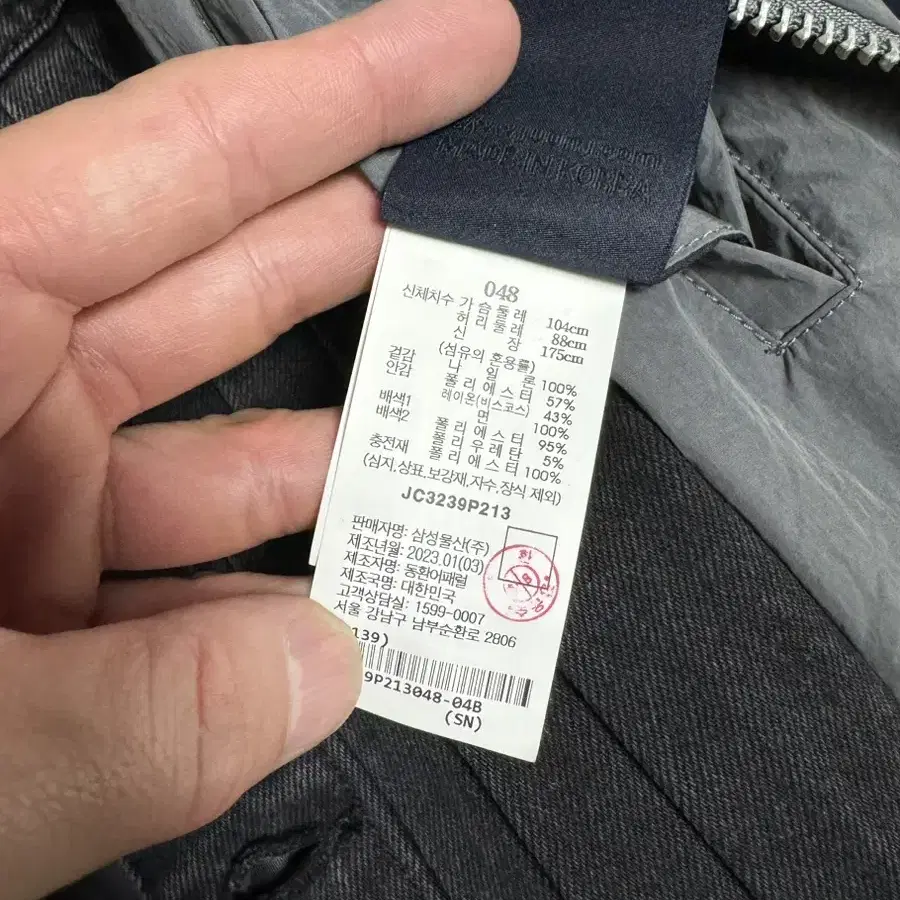 MADE IN KOREA
048
신체치수 가 슴 둘 레 104cm
허 리 둘 레 88cm
신 장 175cm
(섬유의 혼용률)
겉감 나 일 론 100%
안감 폴 리 에 스 터 57%
레이온(비스코스) 43%
배색1 면 100%
배색2 폴 리 에 스 터 95%
폴 리 우 레 탄 5%
충전재 폴 리 에 스 터 100%
(심지,상표,보강재,자수,장식 제외)
JC3239P213
판매자명: 삼성물산(주)
제조년월: 2023.01(03)
제조자명: 동환어패럴
제조국명: 대한민국
고객상담실: 1599-0007
서울 강남구 남부순환로 2806
139)
9P213048-04B
(SN)